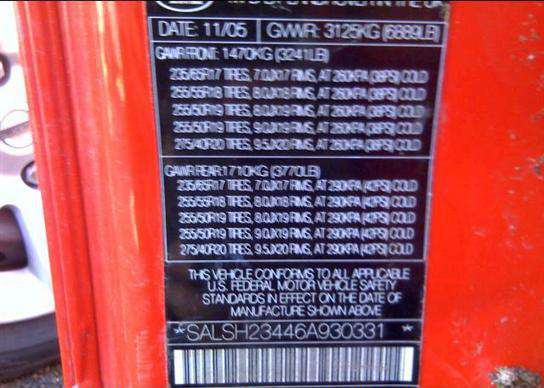 DATE: 11/05 GVWR: 3125KG (6889LB)
GAWR FRONT: 1470KG (3241LB)
235/65R17 TIRES, 7.0JX17 RIMS, AT 260KPA (38PSI) COLD
255/55R18 TIRES, 8.0JX18 RIMS, AT 260KPA (38PSI) COLD
255/50R19 TIRES, 8.0JX19 RIMS, AT 260KPA (38PSI) COLD
255/50R19 TIRES, 9.0JX19 RIMS, AT 260KPA (38PSI) COLD
275/40R20 TIRES, 9.5JX20 RIMS, AT 260KPA (38PSI) COLD
GAWR REAR: 1710KG (3770LB)
235/65R17 TIRES, 7.0JX17 RIMS, AT 290KPA (42PSI) COLD
255/55R18 TIRES, 8.0JX18 RIMS, AT 290KPA (42PSI) COLD
255/50R19 TIRES, 8.0JX19 RIMS, AT 290KPA (42PSI) COLD
255/50R19 TIRES, 9.0JX19 RIMS, AT 290KPA (42PSI) COLD
275/40R20 TIRES, 9.5JX20 RIMS, AT 290KPA (42PSI) COLD
THIS VEHICLE CONFORMS TO ALL APPLICABLE
U.S. FEDERAL MOTOR VEHICLE SAFETY
STANDARDS IN EFFECT ON THE DATE OF
MANUFACTURE SHOWN ABOVE
*SALSH23446A930331*